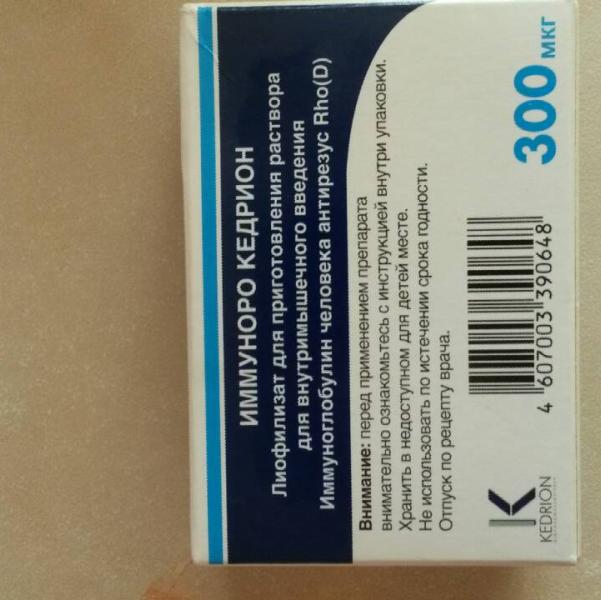 ИММУНОРО КЕДРИОН
Лиофилизат для приготовления раствора
для внутримышечного введения
Иммуноглобулин человека антирезус Rho(D)
Внимание: перед применением препарата
внимательно ознакомьтесь с инструкцией внутри упаковки.
Хранить в недоступном для детей месте.
Не использовать по истечении срока годности.
Отпуск по рецепту врача.
300 мкг
4 607003 390648
K
KEDRION